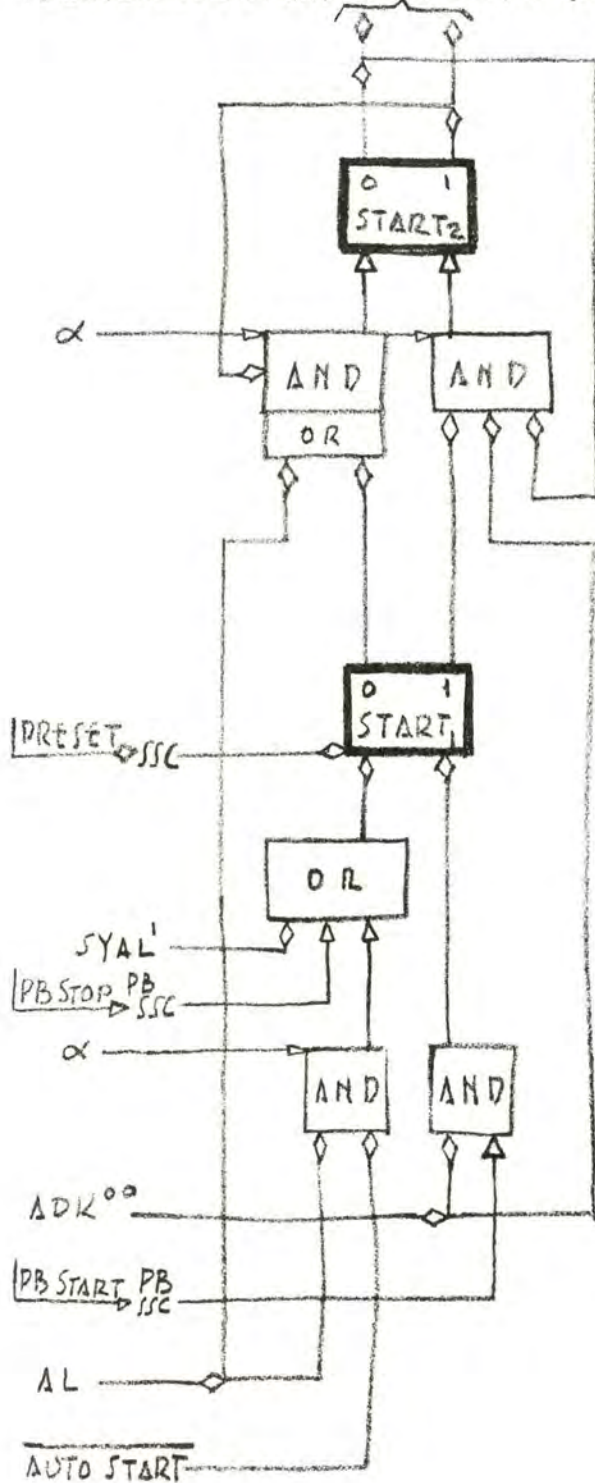 0 1
START2
α
AND
AND
OR
0 1
START1
PRESET SSC
OR
SYAL'
PB STOP PB SSC
α
AND
AND
ADK°°
PB START PB SSC
AL
AUTO START